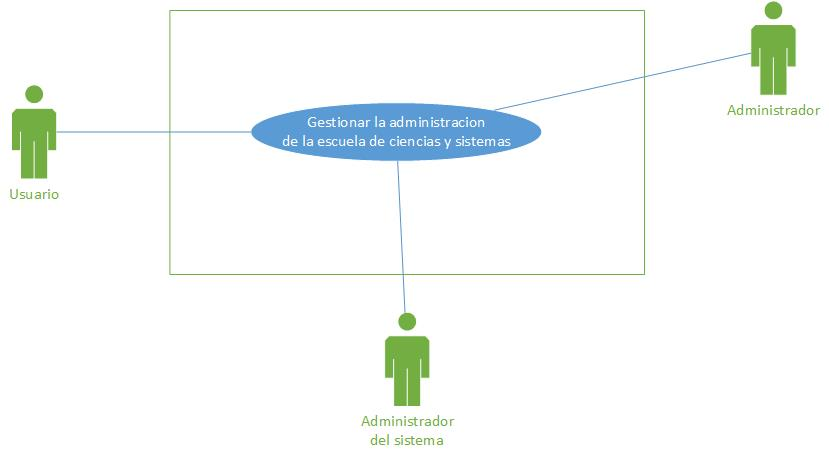 Administrador
Gestionar la administracion
de la escuela de ciencias y sistemas
Usuario
Administrador
del sistema